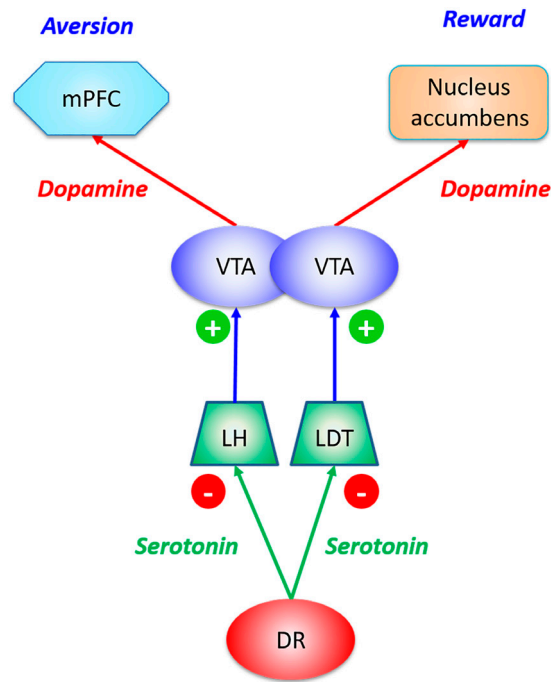 Aversion
Reward
mPFC
Nucleus
accumbens
Dopamine
Dopamine
VTA
VTA
+
+
LH
LDT
-
-
Serotonin
Serotonin
DR